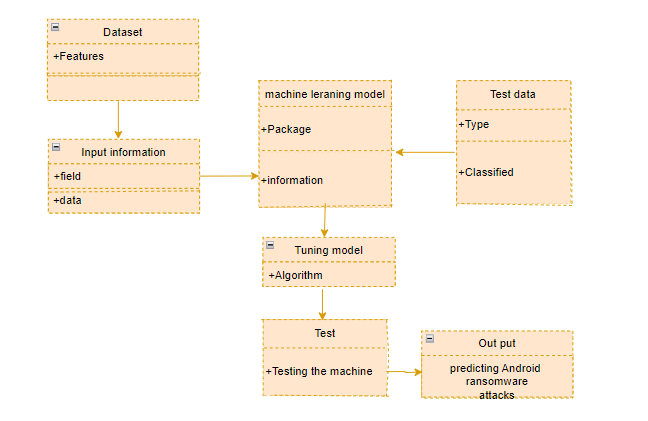 Dataset
+Features
Input information
+field
+data
machine leraning model
+Package
+information
Test data
+Type
+Classified
Tuning model
+Algorithm
Test
+Testing the machine
Out put
predicting Android
ransomware
attacks